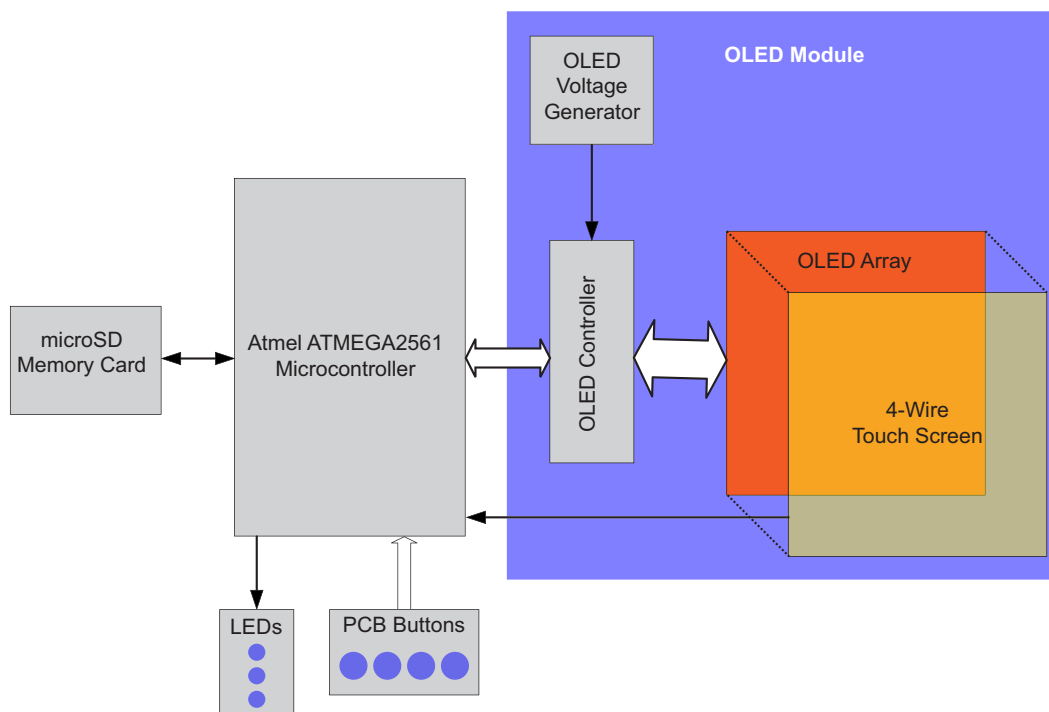 OLED Module
OLED
Voltage
Generator
OLED Array
OLED Controller
Atmel ATMEGA2561
Microcontroller
microSD
Memory Card
4-Wire
Touch Screen
LEDs
PCB Buttons